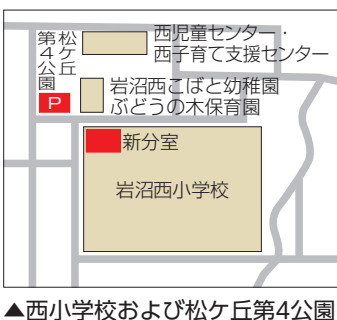 松ケ丘
第4公園
西児童センター・
西子育て支援センター
P
岩沼西こばと幼稚園
ぶどうの木保育園
新分室
岩沼西小学校
▲西小学校および松ケ丘第4公園